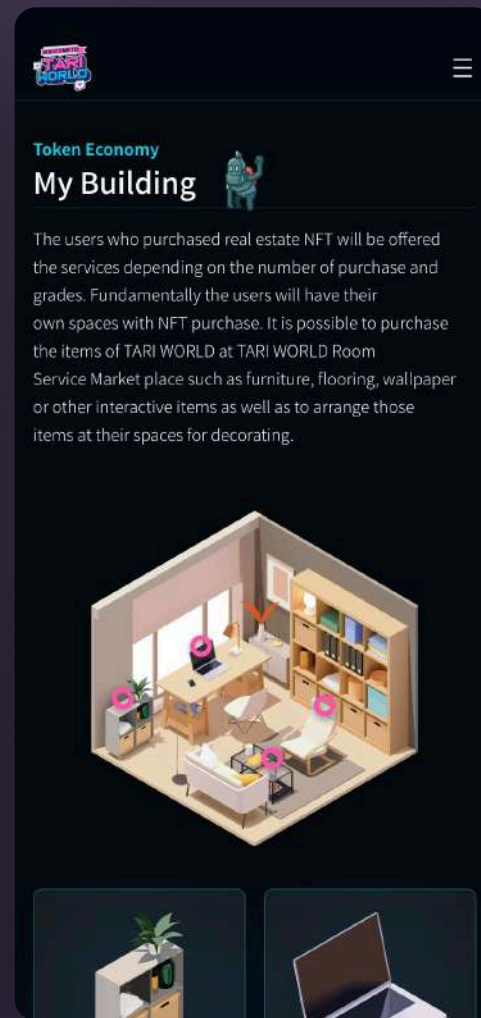 TARI
WORLD
Token Economy
My Building
The users who purchased real estate NFT will be offered
the services depending on the number of purchase and
grades. Fundamentally the users will have their
own spaces with NFT purchase. It is possible to purchase
the items of TARI WORLD at TARI WORLD Room
Service Market place such as furniture, flooring, wallpaper
or other interactive items as well as to arrange those
items at their spaces for decorating.